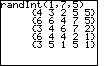 randInt(1,7,5)
{4 3 2 5 5}
{6 6 4 7 5}
{3 4 6 7 2}
{6 4 4 2 1}
{3 5 1 5 1}